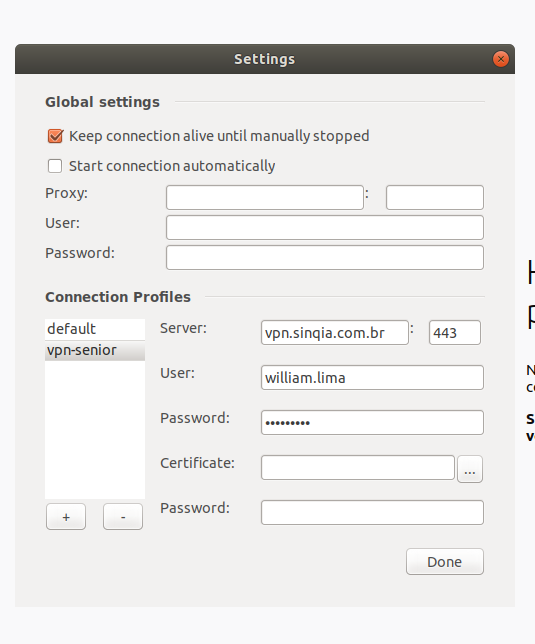 Settings
Global settings
Keep connection alive until manually stopped
Start connection automatically
Proxy: :
User:
Password:
Connection Profiles
default
vpn-senior
Server: vpn.sinqia.com.br : 443
User: william.lima
Password: •••••••••
Certificate: ...
Password:
+ -
Done